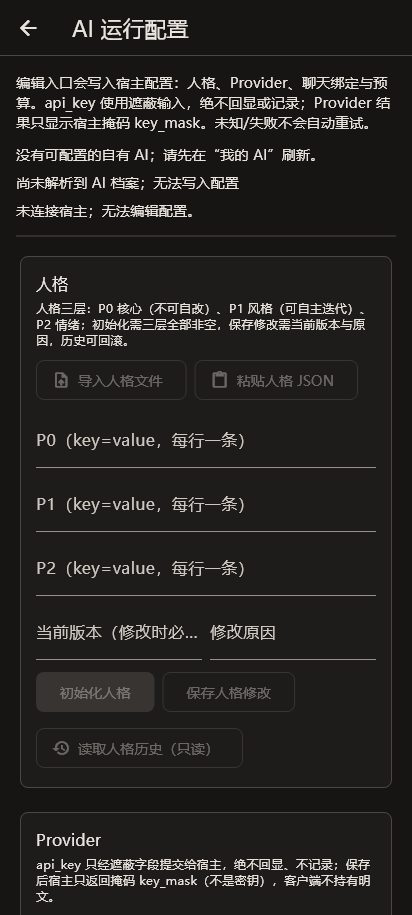 AI 运行配置
编辑入口会写入宿主配置：人格、Provider、聊天绑定与预
算。api_key 使用遮蔽输入，绝不回显或记录；Provider 结
果只显示宿主掩码 key_mask。未知/失败不会自动重试。
没有可配置的自有 AI；请先在“我的 AI”刷新。
尚未解析到 AI 档案；无法写入配置
未连接宿主；无法编辑配置。
人格
人格三层：P0 核心（不可自改）、P1 风格（可自主迭代）、
P2 情绪；初始化需三层全部非空，保存修改需当前版本与原
因，历史可回滚。
导入人格文件
粘贴人格 JSON
P0（key=value，每行一条）
P1（key=value，每行一条）
P2（key=value，每行一条）
当前版本（修改时必... 修改原因
初始化人格
保存人格修改
读取人格历史（只读）
Provider
api_key 只经遮蔽字段提交给宿主，绝不回显、不记录；保存
后宿主只返回掩码 key_mask（不是密钥），客户端不持有明
文。